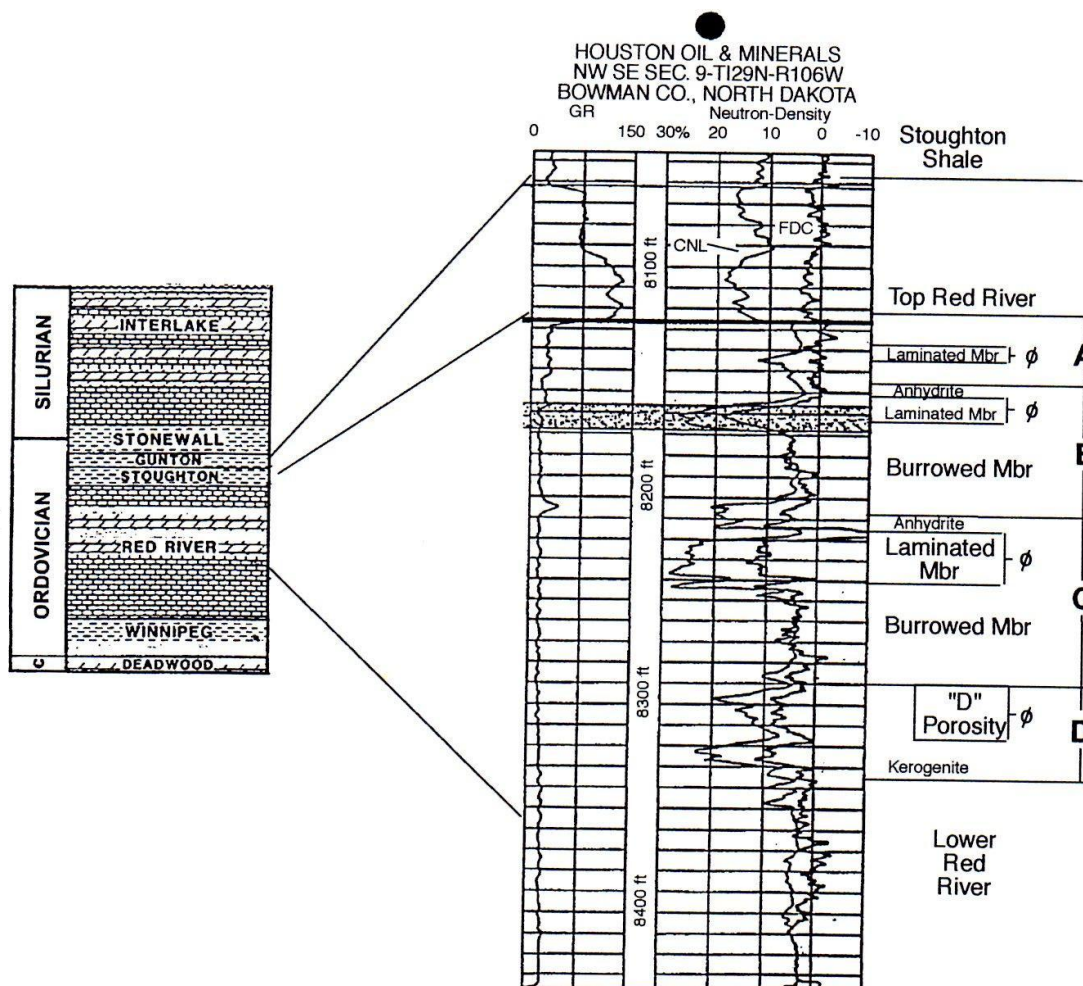 HOUSTON OIL & MINERALS
NW SE SEC. 9-TI29N-R106W
BOWMAN CO., NORTH DAKOTA
GR Neutron-Density
0 150 30% 20 10 0 -10
Stoughton
Shale
FDC
CNL
8100 ft
Top Red River
Laminated Mbr ϕ
Anhydrite
Laminated Mbr ϕ
Burrowed Mbr
8200 ft
Anhydrite
Laminated
Mbr ϕ
Burrowed Mbr
8300 ft
"D"
Porosity ϕ
D
Kerogenite
Lower
Red
River
8400 ft
SILURIAN
INTERLAKE
ORDOVICIAN
STONEWALL
GUNTON
STOUGHTON
RED RIVER
WINNIPEG
C
DEADWOOD